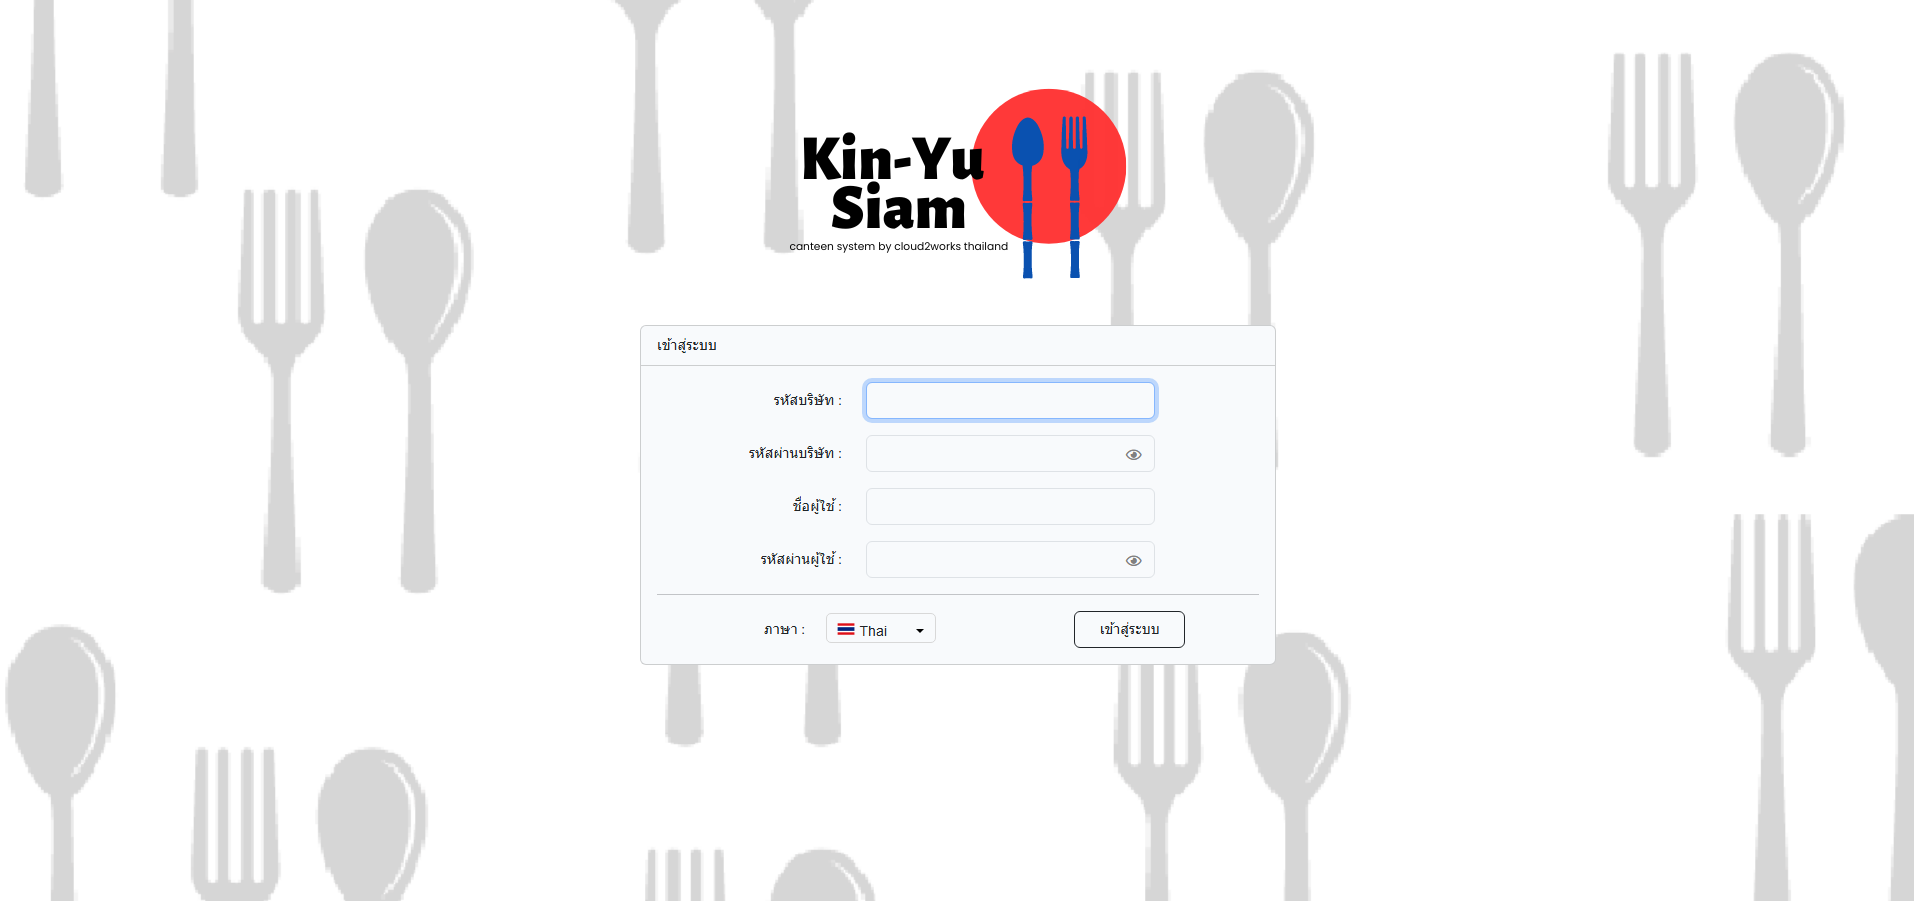 Kin-Yu
Siam
canteen system by cloud2works thailand
เข้าสู่ระบบ
รหัสบริษัท :
รหัสผ่านบริษัท :
ชื่อผู้ใช้ :
รหัสผ่านผู้ใช้ :
ภาษา : Thai เข้าสู่ระบบ